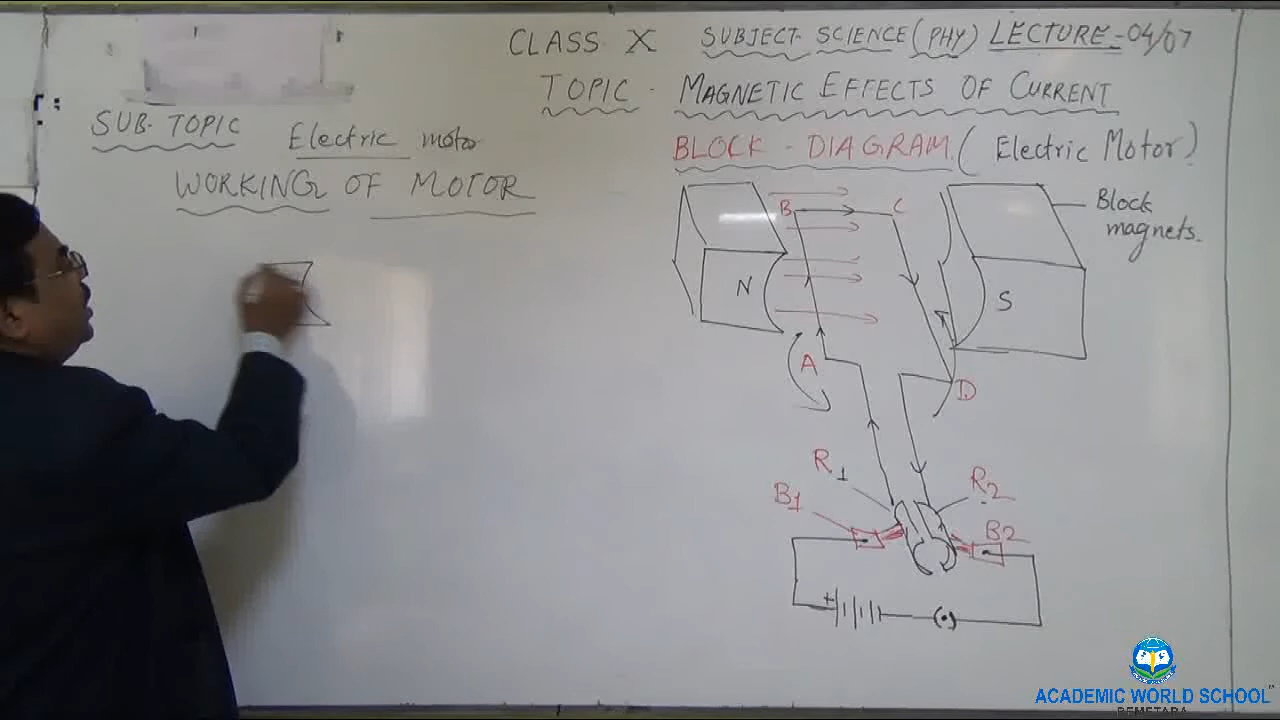 CLASS X SUBJECT- SCIENCE (PHY) LECTURE - 04/07
TOPIC - MAGNETIC EFFECTS OF CURRENT
SUB-TOPIC Electric motor
WORKING OF MOTOR
BLOCK - DIAGRAM (Electric Motor)
B C
Block
magnets.
N S
A
D
R1
R2
B1
B2
+
ACADEMIC WORLD SCHOOL
BEMETARA